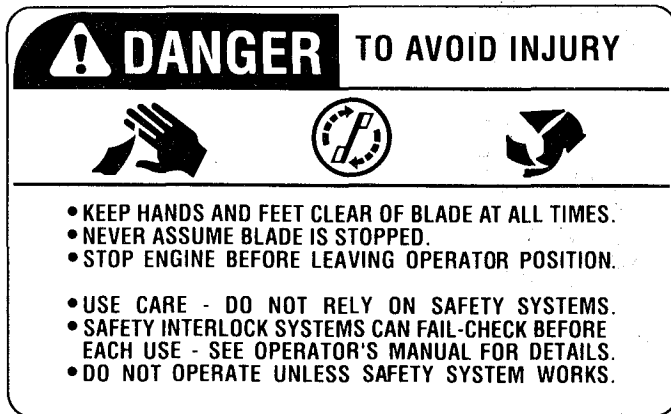 DANGER TO AVOID INJURY
• KEEP HANDS AND FEET CLEAR OF BLADE AT ALL TIMES.
• NEVER ASSUME BLADE IS STOPPED.
• STOP ENGINE BEFORE LEAVING OPERATOR POSITION.
• USE CARE - DO NOT RELY ON SAFETY SYSTEMS.
• SAFETY INTERLOCK SYSTEMS CAN FAIL-CHECK BEFORE
EACH USE - SEE OPERATOR'S MANUAL FOR DETAILS.
• DO NOT OPERATE UNLESS SAFETY SYSTEM WORKS.